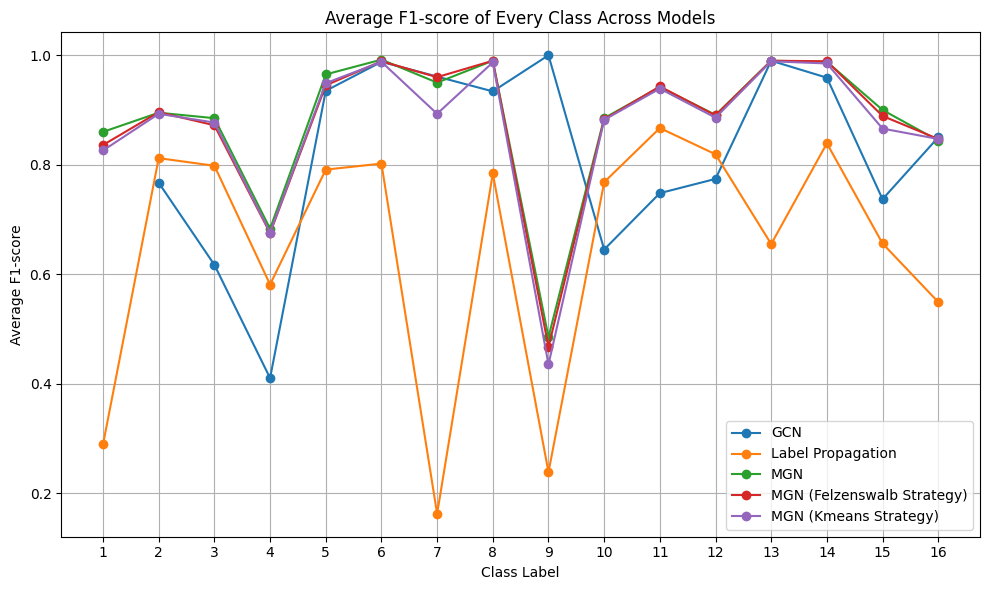 Average F1-score of Every Class Across Models
1.0
0.8
0.6
0.4
0.2
Average F1-score
GCN
Label Propagation
MGN
MGN (Felzenswalb Strategy)
MGN (Kmeans Strategy)
1 2 3 4 5 6 7 8 9 10 11 12 13 14 15 16
Class Label